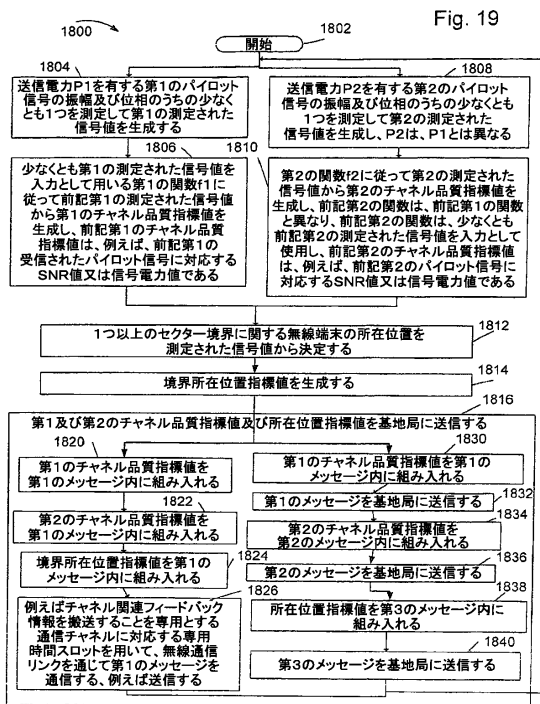 Fig. 19
1800
1802
開始
1804
送信電力P1を有する第1のパイロット
信号の振幅及び位相のうちの少なく
とも1つを測定して第1の測定された
信号値を生成する
1808
送信電力P2を有する第2のパイロット
信号の振幅及び位相のうちの少なくとも
1つを測定して第2の測定された
信号値を生成し、P2は、P1とは異なる
1806
少なくとも第1の測定された信号値を
入力として用いる第1の関数f1に
従って前記第1の測定された信号値
から第1のチャネル品質指標値を
生成し、前記第1のチャネル品質
指標値は、例えば、前記第1の
受信されたパイロット信号に対応する
SNR値又は信号電力値である
1810
第2の関数f2に従って第2の測定された
信号値から第2のチャネル品質指標値を
生成し、前記第2の関数は、前記第1の関数
と異なり、前記第2の関数は、少なくとも
前記第2の測定された信号値を入力として
使用し、前記第2のチャネル品質指標値
は、例えば、前記第2のパイロット信号に
対応するSNR値又は信号電力値である
1812
1つ以上のセクター境界に関する無線端末の所在位置を
測定された信号値から決定する
1814
境界所在位置指標値を生成する
1816
第1及び第2のチャネル品質指標値及び所在位置指標値を基地局に送信する
1820
第1のチャネル品質指標値を
第1のメッセージ内に組み入れる
1822
第2のチャネル品質指標値を
第1のメッセージ内に組み入れる
1824
境界所在位置指標値を第1の
メッセージ内に組み入れる
1826
例えばチャネル関連フィードバック
情報を搬送することを専用とする
通信チャネルに対応する専用
時間スロットを用いて、無線通信
リンクを通じて第1のメッセージを
通信する、例えば送信する
1830
第1のチャネル品質指標値を第1の
メッセージ内に組み入れる
1832
第1のメッセージを基地局に送信する
1834
第2のチャネル品質指標値を
第2のメッセージ内に組み入れる
1836
第2のメッセージを基地局に送信する
1838
所在位置指標値を第3のメッセージ内に
組み入れる
1840
第3のメッセージを基地局に送信する